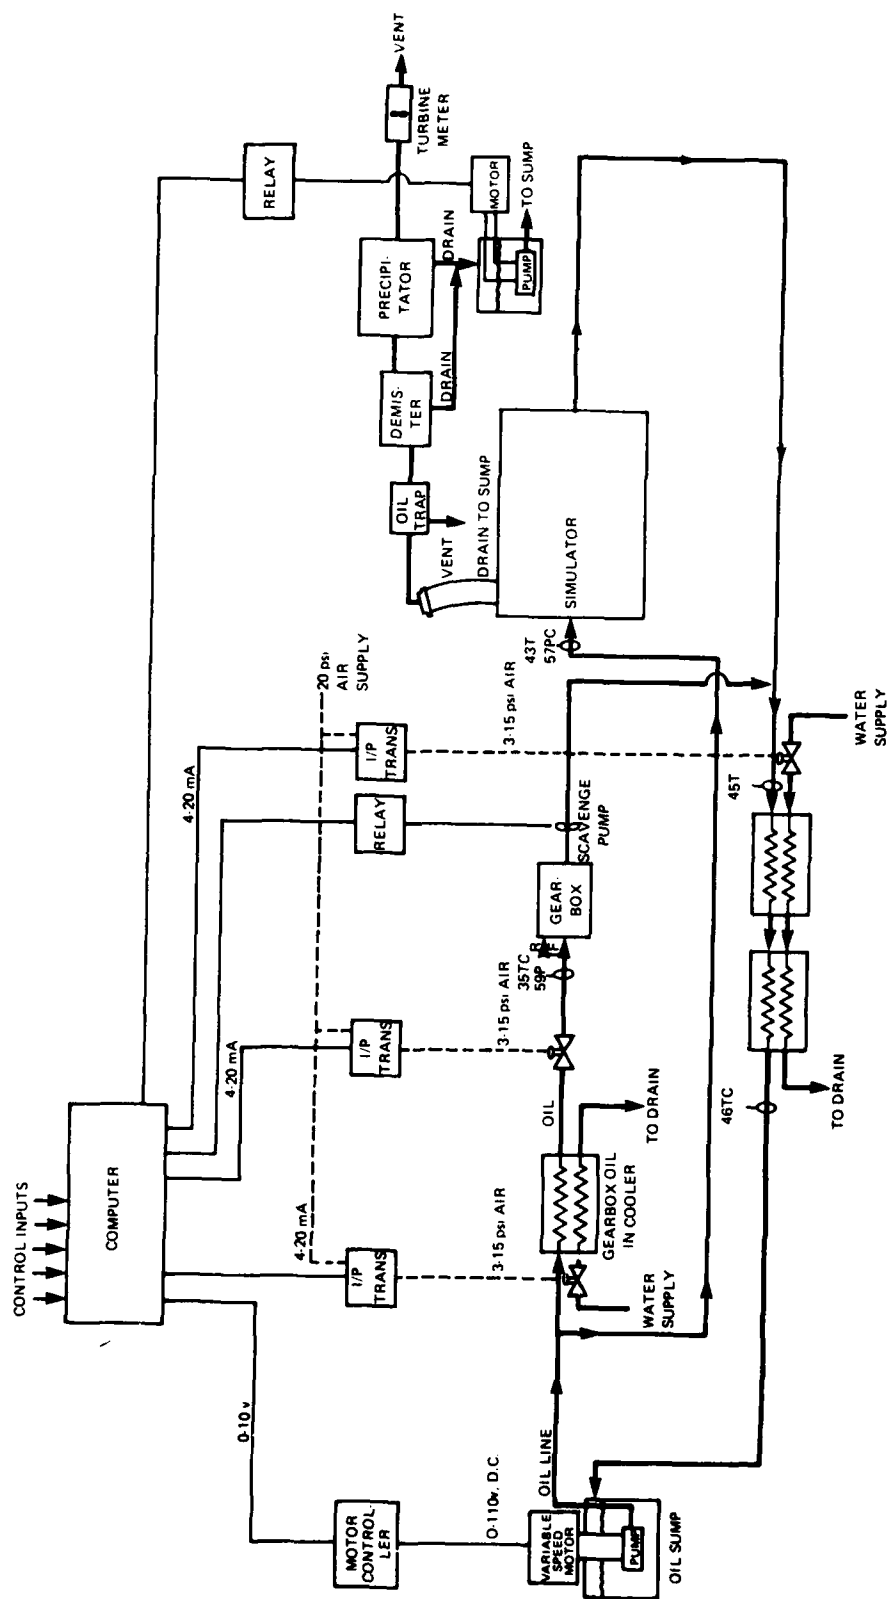 CONTROL INPUTS
COMPUTER
0-10 v
4-20 mA
4-20 mA
4-20 mA
MOTOR
CONTROL-
LER
0-110v. D.C.
VARIABLE
SPEED
MOTOR
PUMP
OIL SUMP
OIL LINE
I/P
TRANS
I/P
TRANS
RELAY
I/P
TRANS
20 psi
AIR
SUPPLY
3-15 psi AIR
3-15 psi AIR
3-15 psi AIR
WATER
SUPPLY
GEARBOX OIL
IN COOLER
TO DRAIN
OIL
35TC
59P
GEAR-
BOX
SCAVENGE
PUMP
43T
57PC
SIMULATOR
VENT
DRAIN TO SUMP
OIL
TRAP
DEMIS-
TER
DRAIN
PRECIPI-
TATOR
DRAIN
RELAY
MOTOR
PUMP
TO SUMP
TURBINE
METER
VENT
46TC
TO DRAIN
45T
WATER
SUPPLY